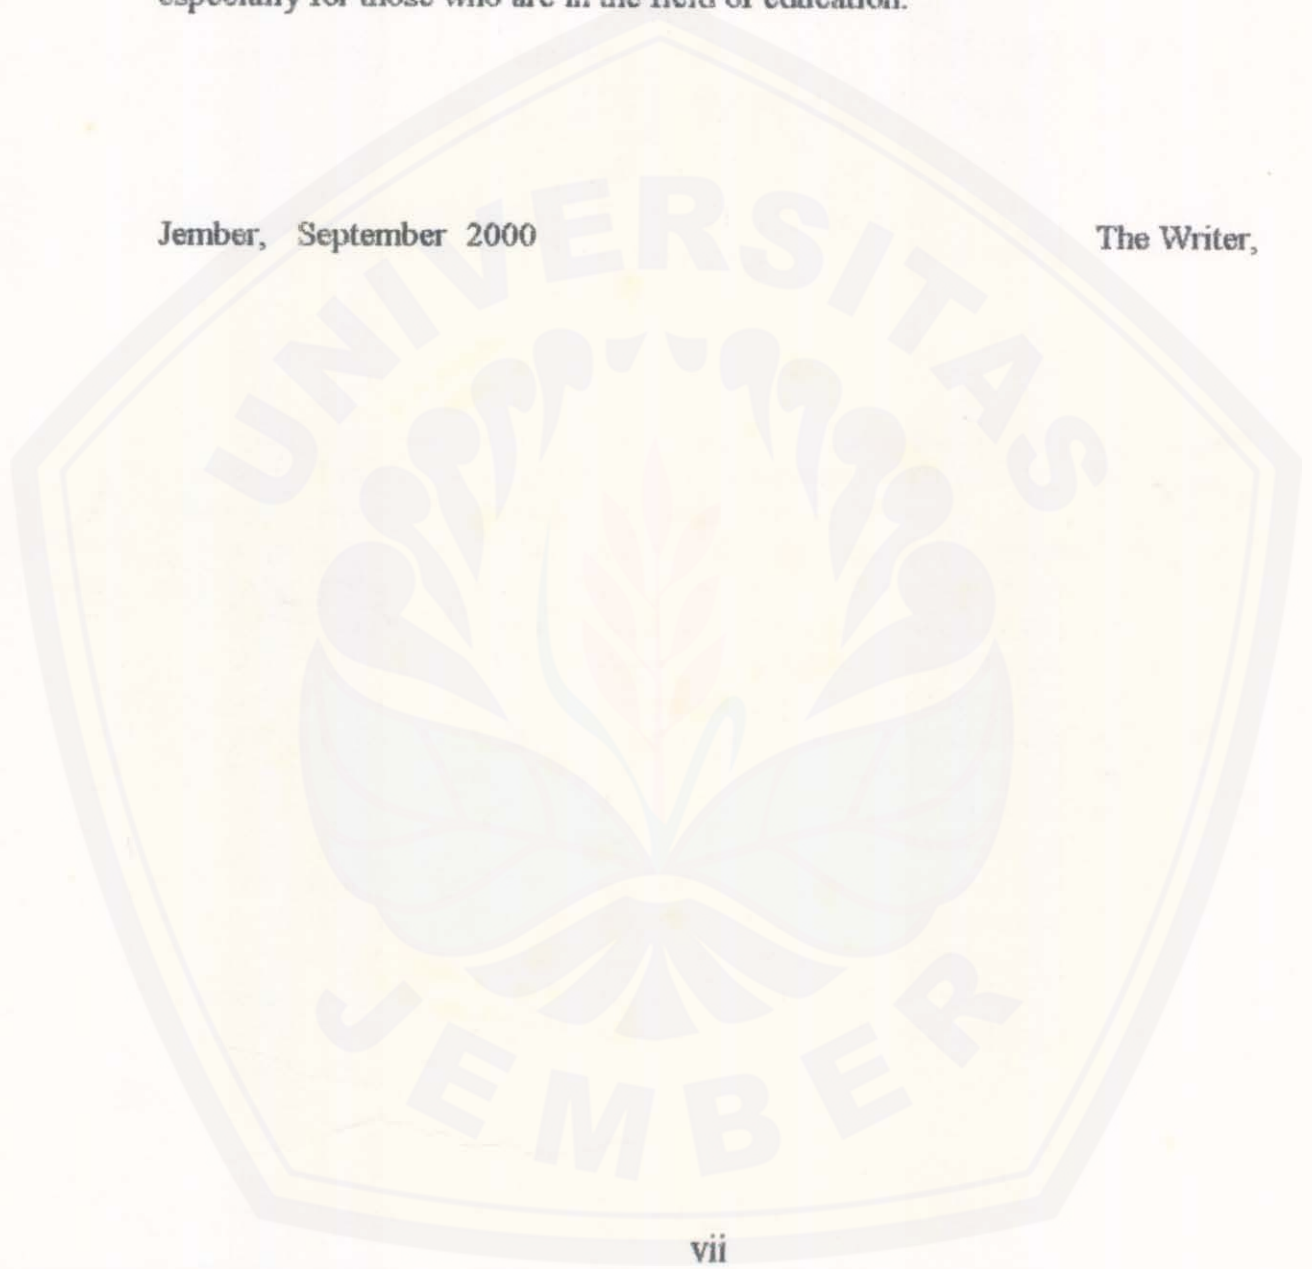 especially for those who are in the field of education.
Jember, September 2000 The Writer,
UNIVERSITAS
JEMBER
vii